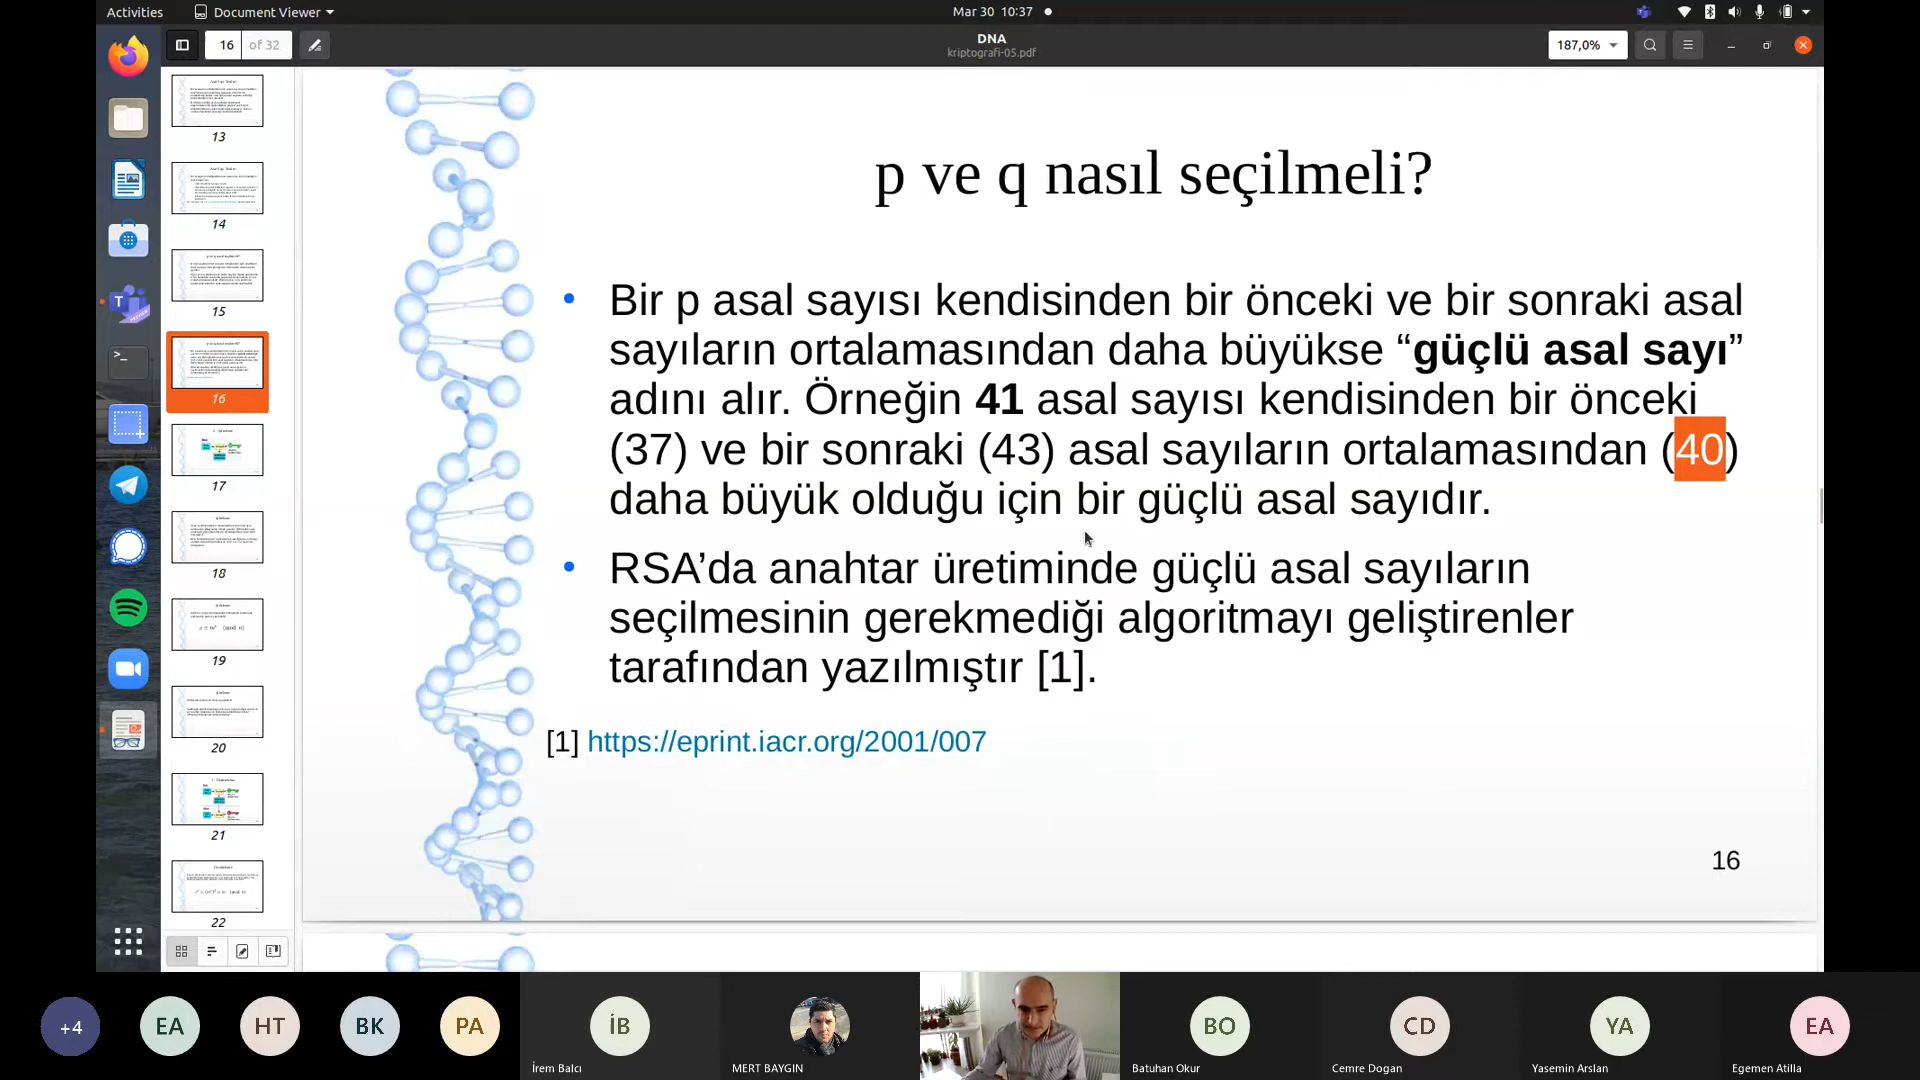 Activities
Document Viewer
Mar 30 10:37
16
of 32
DNA
kriptografi-05.pdf
187,0%
13
14
15
16
17
18
19
20
21
22
p ve q nasıl seçilmeli?
• Bir p asal sayısı kendisinden bir önceki ve bir sonraki asal
sayıların ortalamasından daha büyükse “güçlü asal sayı”
adını alır. Örneğin 41 asal sayısı kendisinden bir önceki
(37) ve bir sonraki (43) asal sayıların ortalamasından (40)
daha büyük olduğu için bir güçlü asal sayıdır.
• RSA’da anahtar üretiminde güçlü asal sayıların
seçilmesinin gerekmediği algoritmayı geliştirenler
tarafından yazılmıştır [1].
[1] https://eprint.iacr.org/2001/007
16
+4
EA
HT
BK
PA
İB
İrem Balcı
MERT BAYGIN
BO
Batuhan Okur
CD
Cemre Dogan
YA
Yasemin Arslan
EA
Egemen Atilla